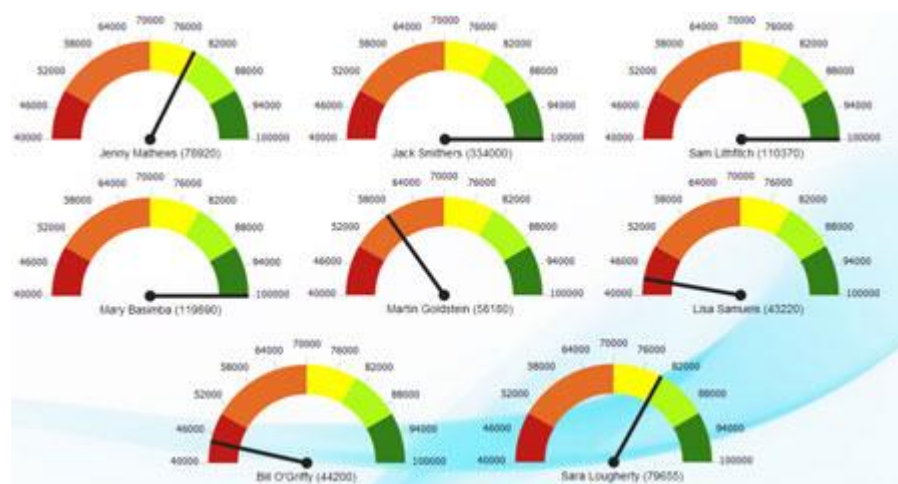 40000 46000 52000 58000 64000 70000 76000 82000 88000 94000 100000
Jenny Mathews
40000 46000 52000 58000 64000 70000 76000 82000 88000 94000 100000
Jack Smithers (334000)
40000 46000 52000 58000 64000 70000 76000 82000 88000 94000 100000
Sam Lithfitch (110370)
40000 46000 52000 58000 64000 70000 76000 82000 88000 94000 100000
Mary Basimba
40000 46000 52000 58000 64000 70000 76000 82000 88000 94000 100000
Martin Goldstein
40000 46000 52000 58000 64000 70000 76000 82000 88000 94000 100000
Lisa Samuels (43220)
40000 46000 52000 58000 64000 70000 76000 82000 88000 94000 100000
Bill O'Griffy (44200)
40000 46000 52000 58000 64000 70000 76000 82000 88000 94000 100000
Sara Lougherty (79655)